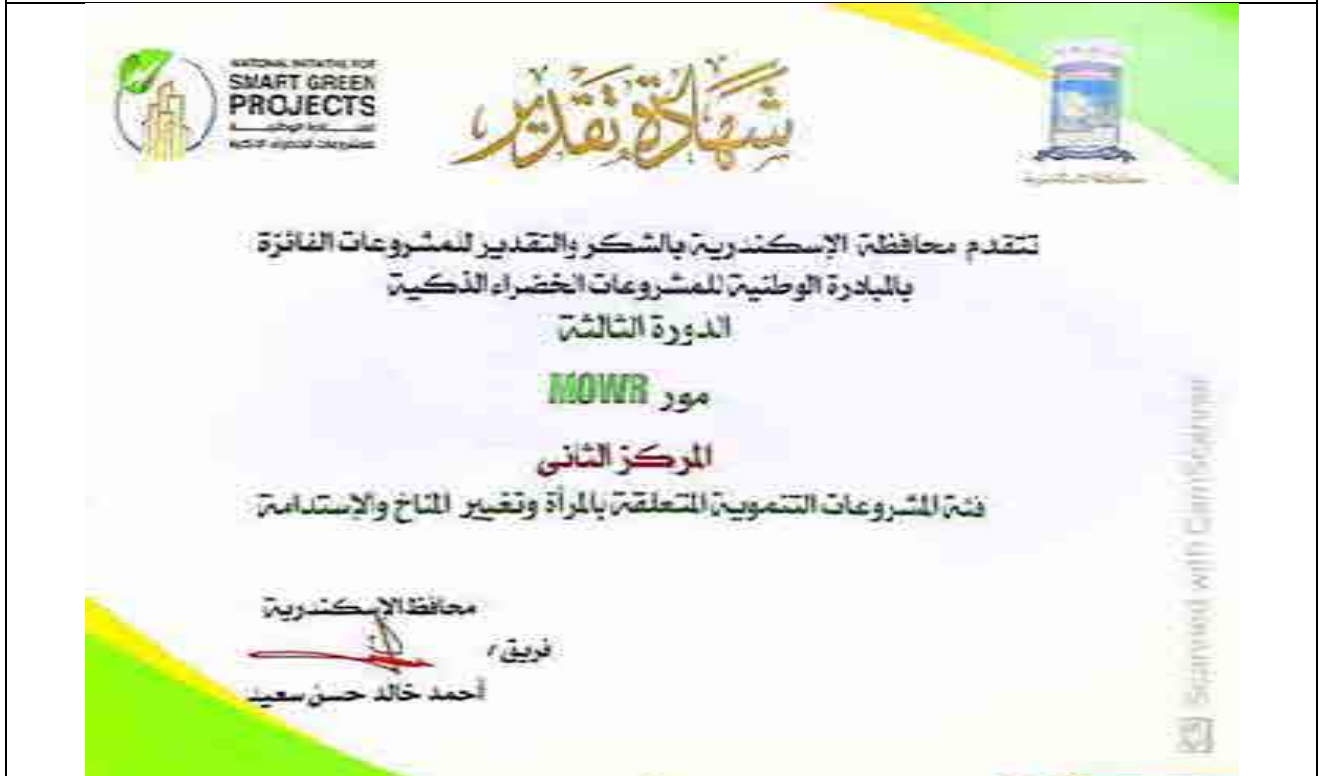 NATIONAL INITIATIVE FOR
SMART GREEN
PROJECTS
شهادة تقدير
تتقدم محافظة الإسكندرية بالشكر والتقدير للمشروعات الفائزة
بالمبادرة الوطنية للمشروعات الخضراء الذكية
الدورة الثالثة
مور MOWR
المركز الثانى
فئة المشروعات التنموية المتعلقة بالمرأة وتغيير المناخ والإستدامة
محافظ الإسكندرية
فريق /
أحمد خالد حسن سعيد
CS Scanned with CamScanner